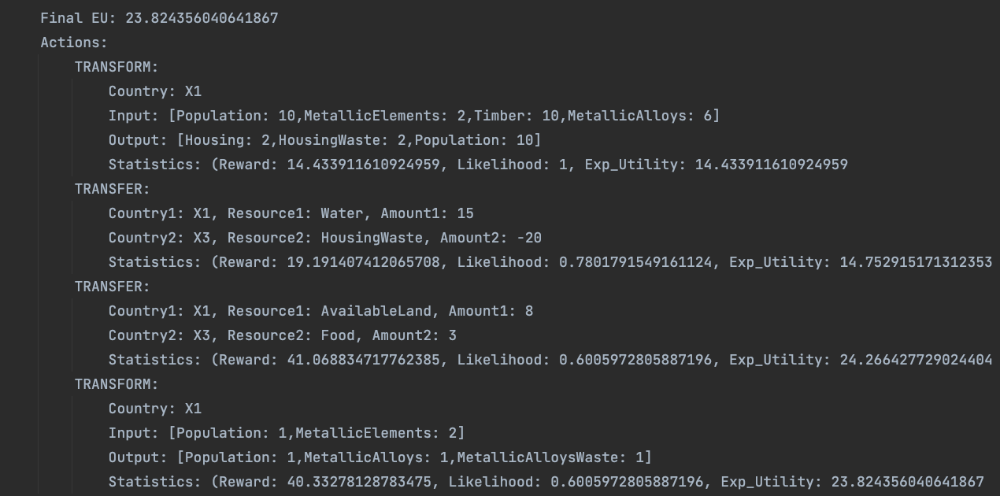 Final EU: 23.824356040641867
Actions:
TRANSFORM:
Country: X1
Input: [Population: 10,MetallicElements: 2,Timber: 10,MetallicAlloys: 6]
Output: [Housing: 2,HousingWaste: 2,Population: 10]
Statistics: (Reward: 14.433911610924959, Likelihood: 1, Exp_Utility: 14.433911610924959
TRANSFER:
Country1: X1, Resource1: Water, Amount1: 15
Country2: X3, Resource2: HousingWaste, Amount2: -20
Statistics: (Reward: 19.191407412065708, Likelihood: 0.7801791549161124, Exp_Utility: 14.752915171312353
TRANSFER:
Country1: X1, Resource1: AvailableLand, Amount1: 8
Country2: X3, Resource2: Food, Amount2: 3
Statistics: (Reward: 41.068834717762385, Likelihood: 0.6005972805887196, Exp_Utility: 24.266427729024404
TRANSFORM:
Country: X1
Input: [Population: 1,MetallicElements: 2]
Output: [Population: 1,MetallicAlloys: 1,MetallicAlloysWaste: 1]
Statistics: (Reward: 40.33278128783475, Likelihood: 0.6005972805887196, Exp_Utility: 23.824356040641867